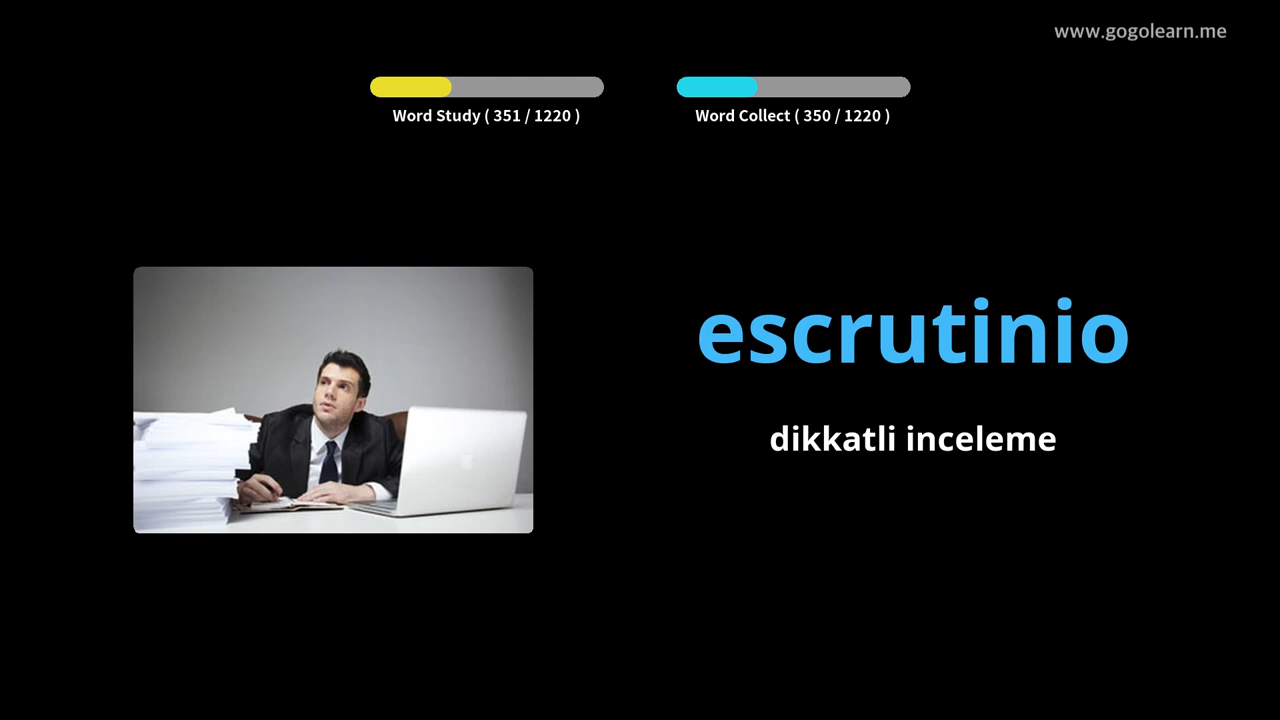 www.gogolearn.me
Word Study ( 351 / 1220 )
Word Collect ( 350 / 1220 )
escrutinio
dikkatli inceleme